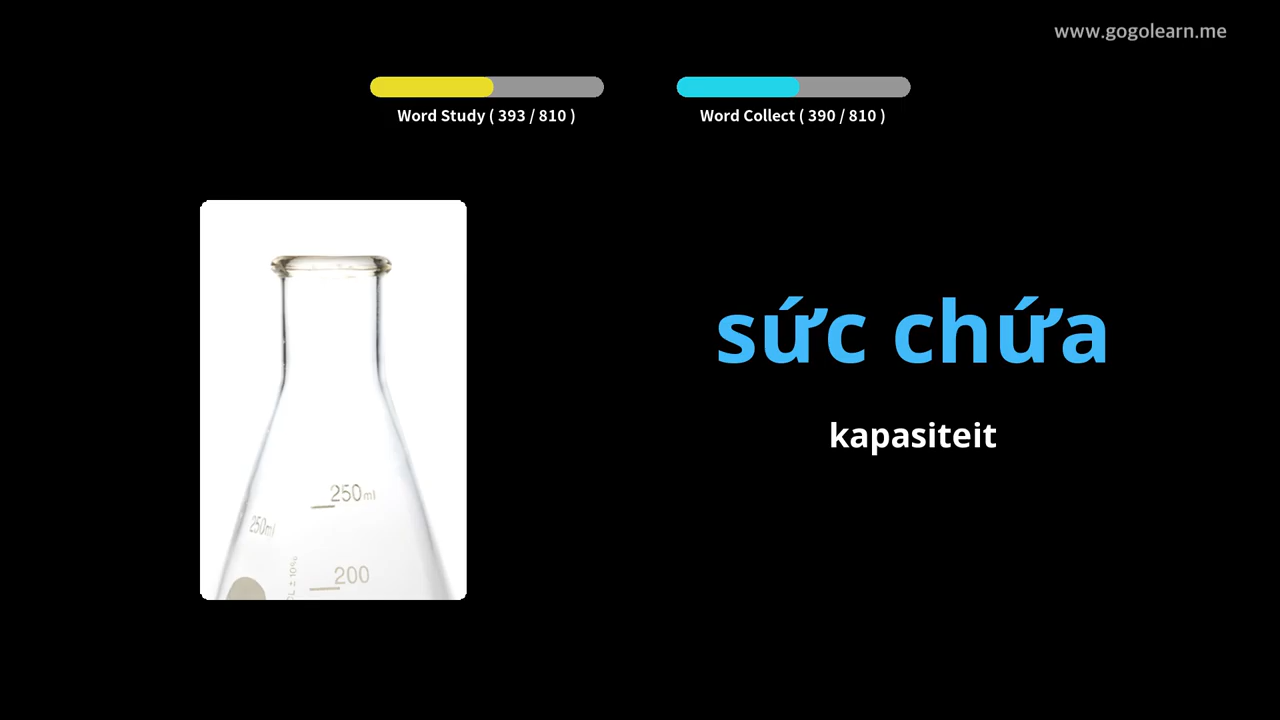 www.gogolearn.me
Word Study ( 393 / 810 )
Word Collect ( 390 / 810 )
sức chứa
kapasiteit
250ml
250ml
200